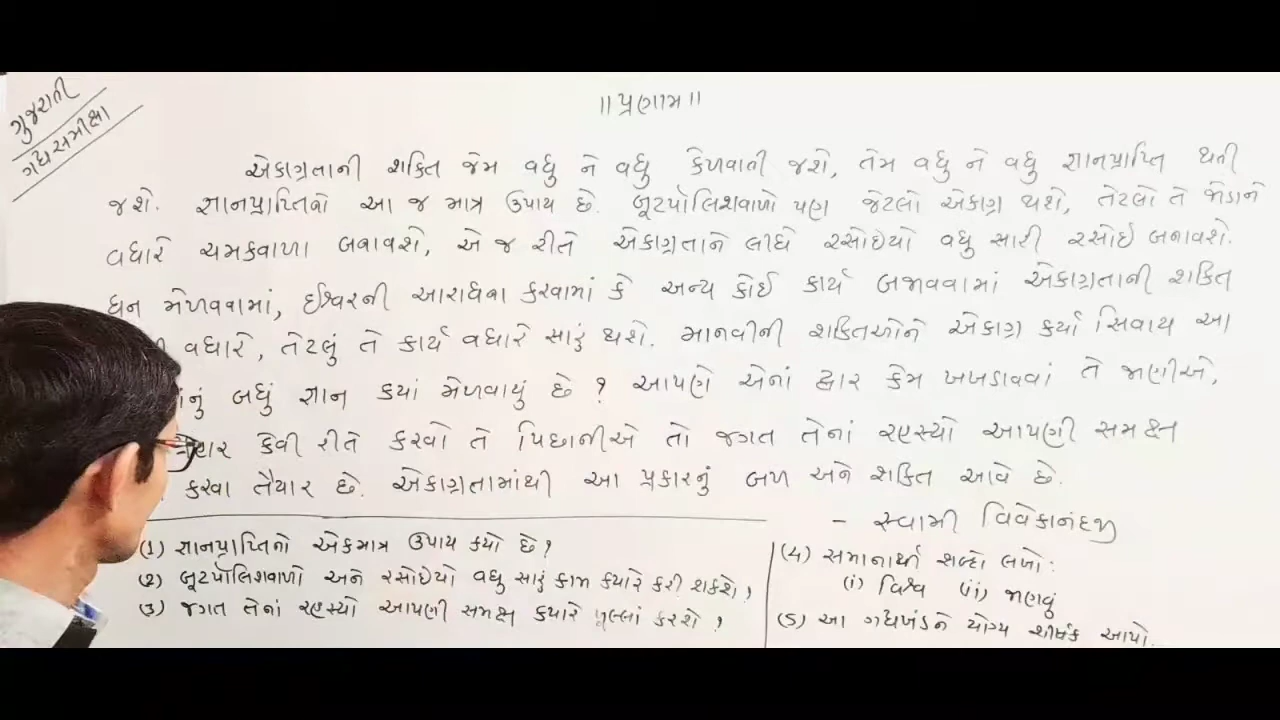 ગુજરાતી
ગદ્યસમીક્ષા
॥ પ્રણામ ॥
એકાગ્રતાની શક્તિ જેમ વધુ ને વધુ કેળવાતી જશે, તેમ વધુ ને વધુ જ્ઞાનપ્રાપ્તિ થતી
જશે. જ્ઞાનપ્રાપ્તિનો આ જ માત્ર ઉપાય છે. બૂટપૉલિશવાળો પણ જેટલો એકાગ્ર થશે, તેટલો તે જોડાને
વધારે ચમકવાળા બનાવશે, એ જ રીતે એકાગ્રતાને લીધે રસોઇયો વધુ સારી રસોઈ બનાવશે.
ધન મેળવવામાં, ઈશ્વરની આરાધના કરવામાં કે અન્ય કોઈ કાર્ય બજાવવામાં એકાગ્રતાની શક્તિ
વધારે, તેટલું તે કાર્ય વધારે સારું થશે. માનવીની શક્તિઓને એકાગ્ર કર્યા સિવાય આ
બધું જ્ઞાન ક્યાં મેળવાયું છે ? આપણે એનાં દ્વાર કેમ ખખડાવવાં તે જાણીએ,
કેવી રીતે કરવો તે પિછાનીએ તો જગત તેનાં રહસ્યો આપણી સમક્ષ
કરવા તૈયાર છે. એકાગ્રતામાંથી આ પ્રકારનું બળ અને શક્તિ આવે છે.
- સ્વામી વિવેકાનંદજી
(1) જ્ઞાનપ્રાપ્તિનો એકમાત્ર ઉપાય કયો છે ?
(2) બૂટપૉલિશવાળો અને રસોઇયો વધુ સારું કામ ક્યારે કરી શકશે ?
(3) જગત તેનાં રહસ્યો આપણી સમક્ષ ક્યારે ખુલ્લાં કરશે ?
(4) સમાનાર્થી શબ્દો લખો :
(i) વિશ્વ (ii) જાણવું
(5) આ ગદ્યખંડને યોગ્ય શીર્ષક આપો.